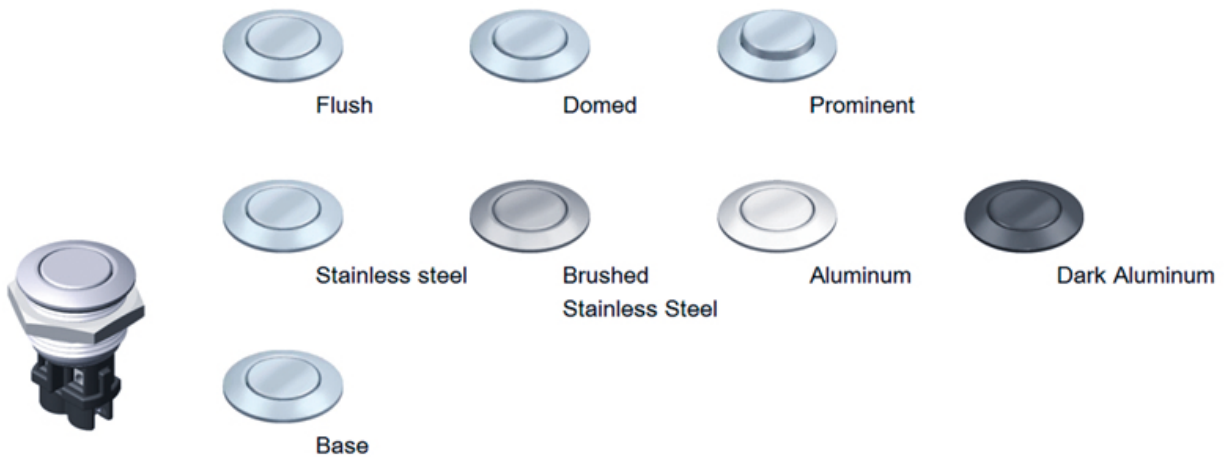 Flush
Domed
Prominent
Stainless steel
Brushed
Stainless Steel
Aluminum
Dark Aluminum
Base